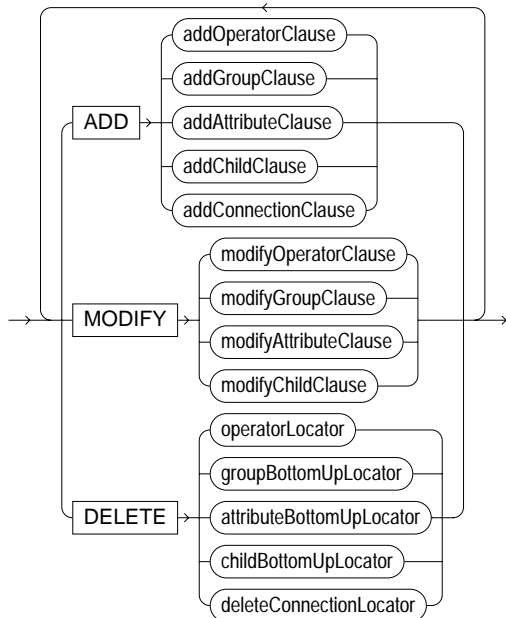 addOperatorClause
addGroupClause
ADD
addAttributeClause
addChildClause
addConnectionClause
modifyOperatorClause
modifyGroupClause
MODIFY
modifyAttributeClause
modifyChildClause
operatorLocator
groupBottomUpLocator
DELETE
attributeBottomUpLocator
childBottomUpLocator
deleteConnectionLocator